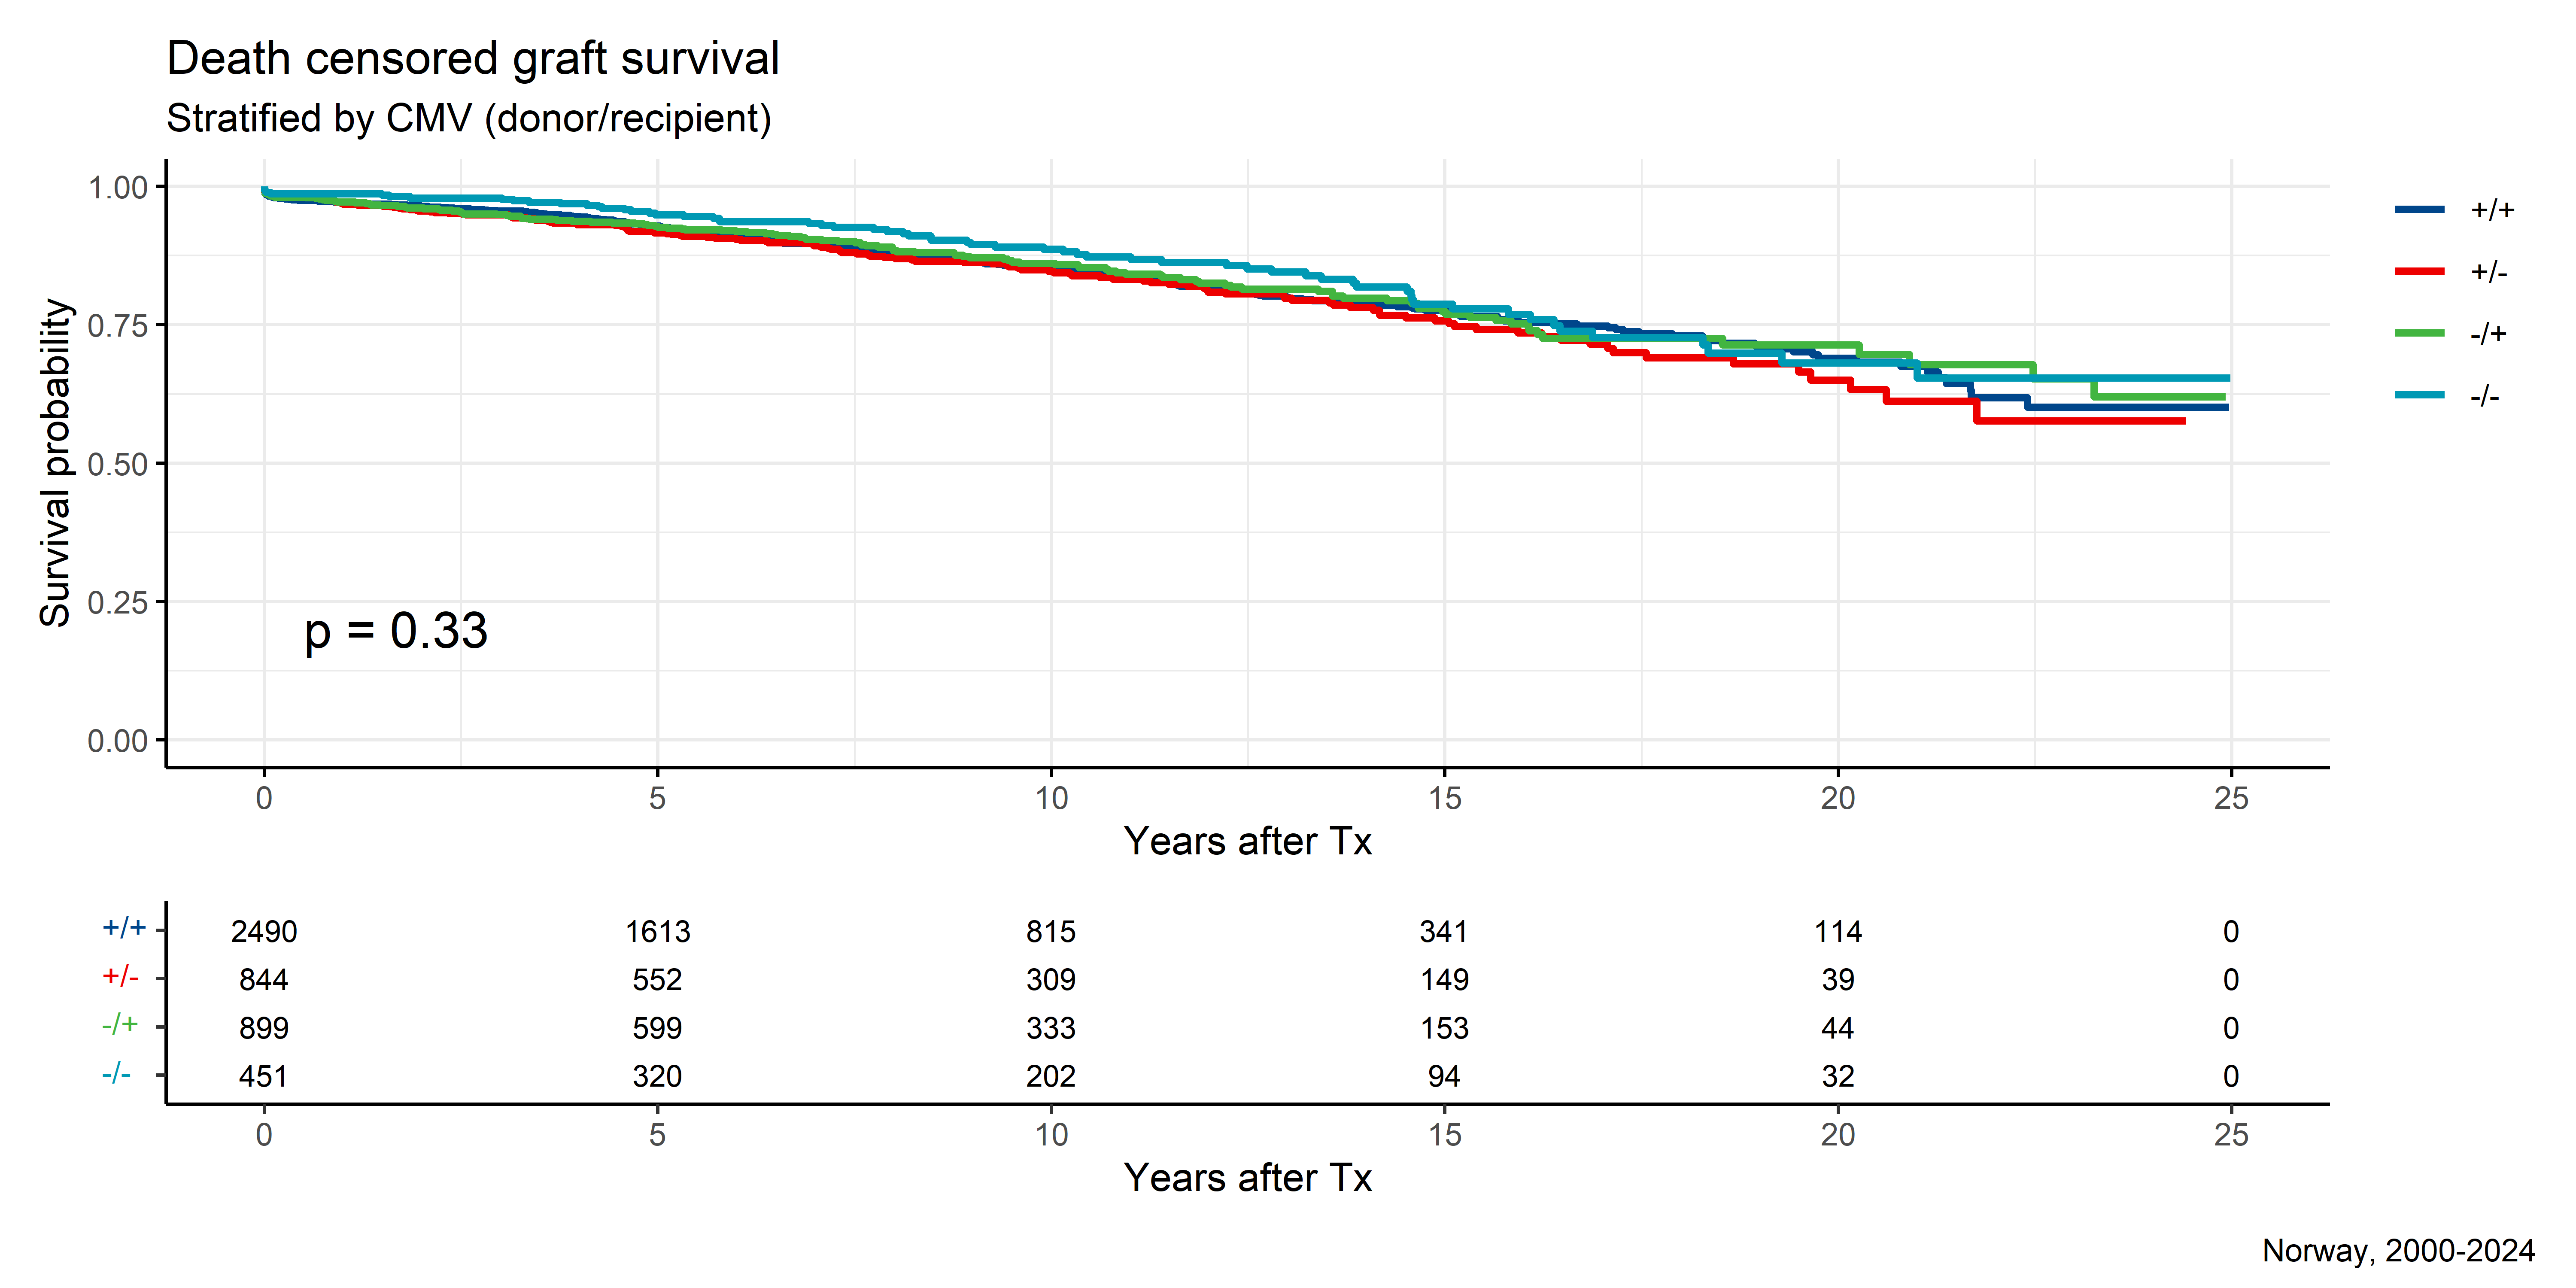 Death censored graft survival
Stratified by CMV (donor/recipient)
Survival probability
1.00
0.75
0.50
0.25
0.00
p = 0.33
+/+
+/-
-/+
-/-
0 5 10 15 20 25
Years after Tx
+/+ 2490 1613 815 341 114 0
+/- 844 552 309 149 39 0
-/+ 899 599 333 153 44 0
-/- 451 320 202 94 32 0
0 5 10 15 20 25
Years after Tx
Norway, 2000-2024